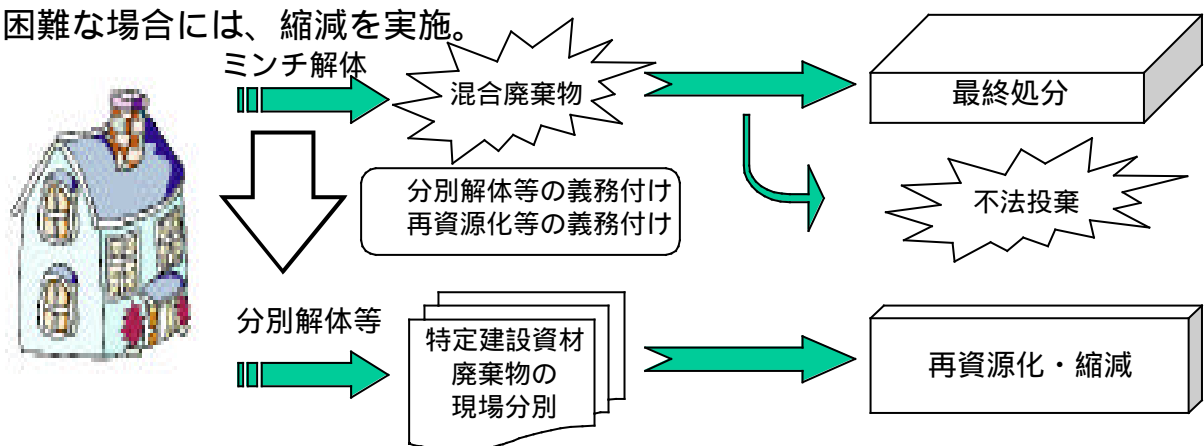 困難な場合には、縮減を実施。
ミンチ解体
混合廃棄物
最終処分
分別解体等の義務付け
再資源化等の義務付け
不法投棄
分別解体等
特定建設資材
廃棄物の
現場分別
再資源化・縮減